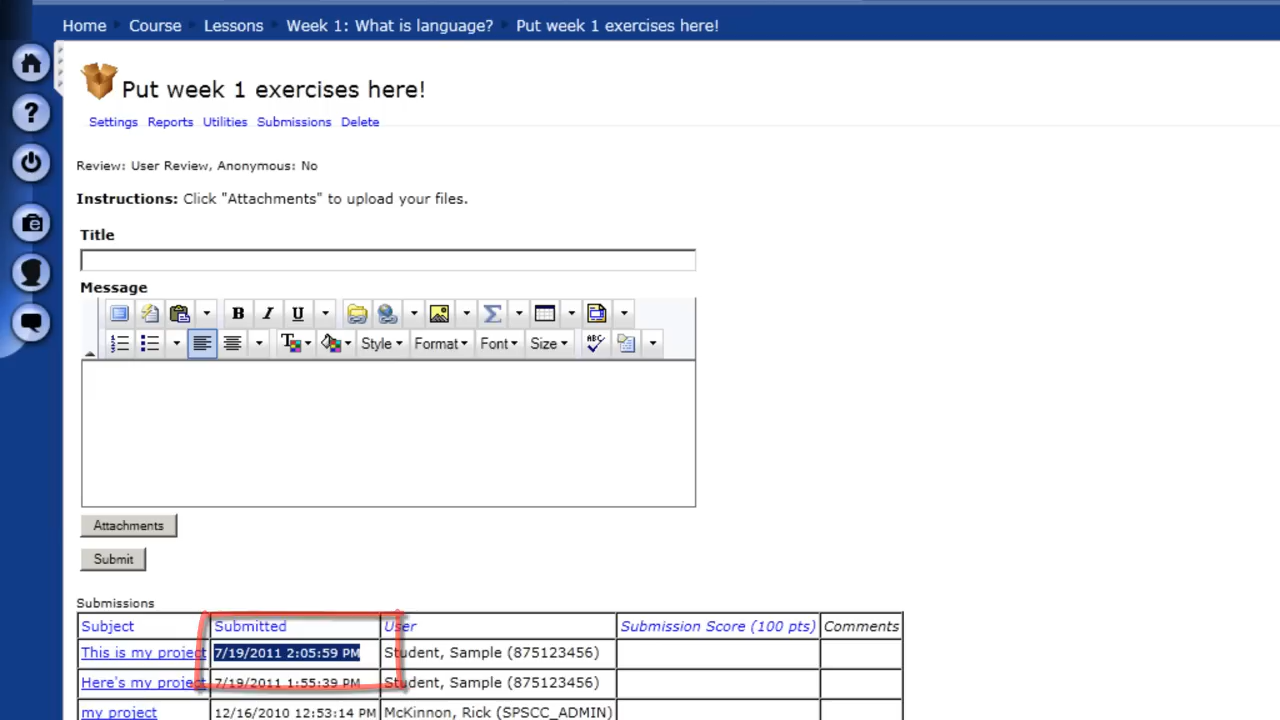 Home Course Lessons Week 1: What is language? Put week 1 exercises here!
Put week 1 exercises here!
Settings Reports Utilities Submissions Delete
Review: User Review, Anonymous: No
Instructions: Click "Attachments" to upload your files.
Title
Message
B I U Σ
Style Format Font Size ABC
Attachments
Submit
Submissions
Subject Submitted User Submission Score (100 pts) Comments
This is my project 7/19/2011 2:05:59 PM Student, Sample (875123456)
Here's my project 7/19/2011 1:55:39 PM Student, Sample (875123456)
my project 12/16/2010 12:53:14 PM McKinnon, Rick (SPSCC_ADMIN)